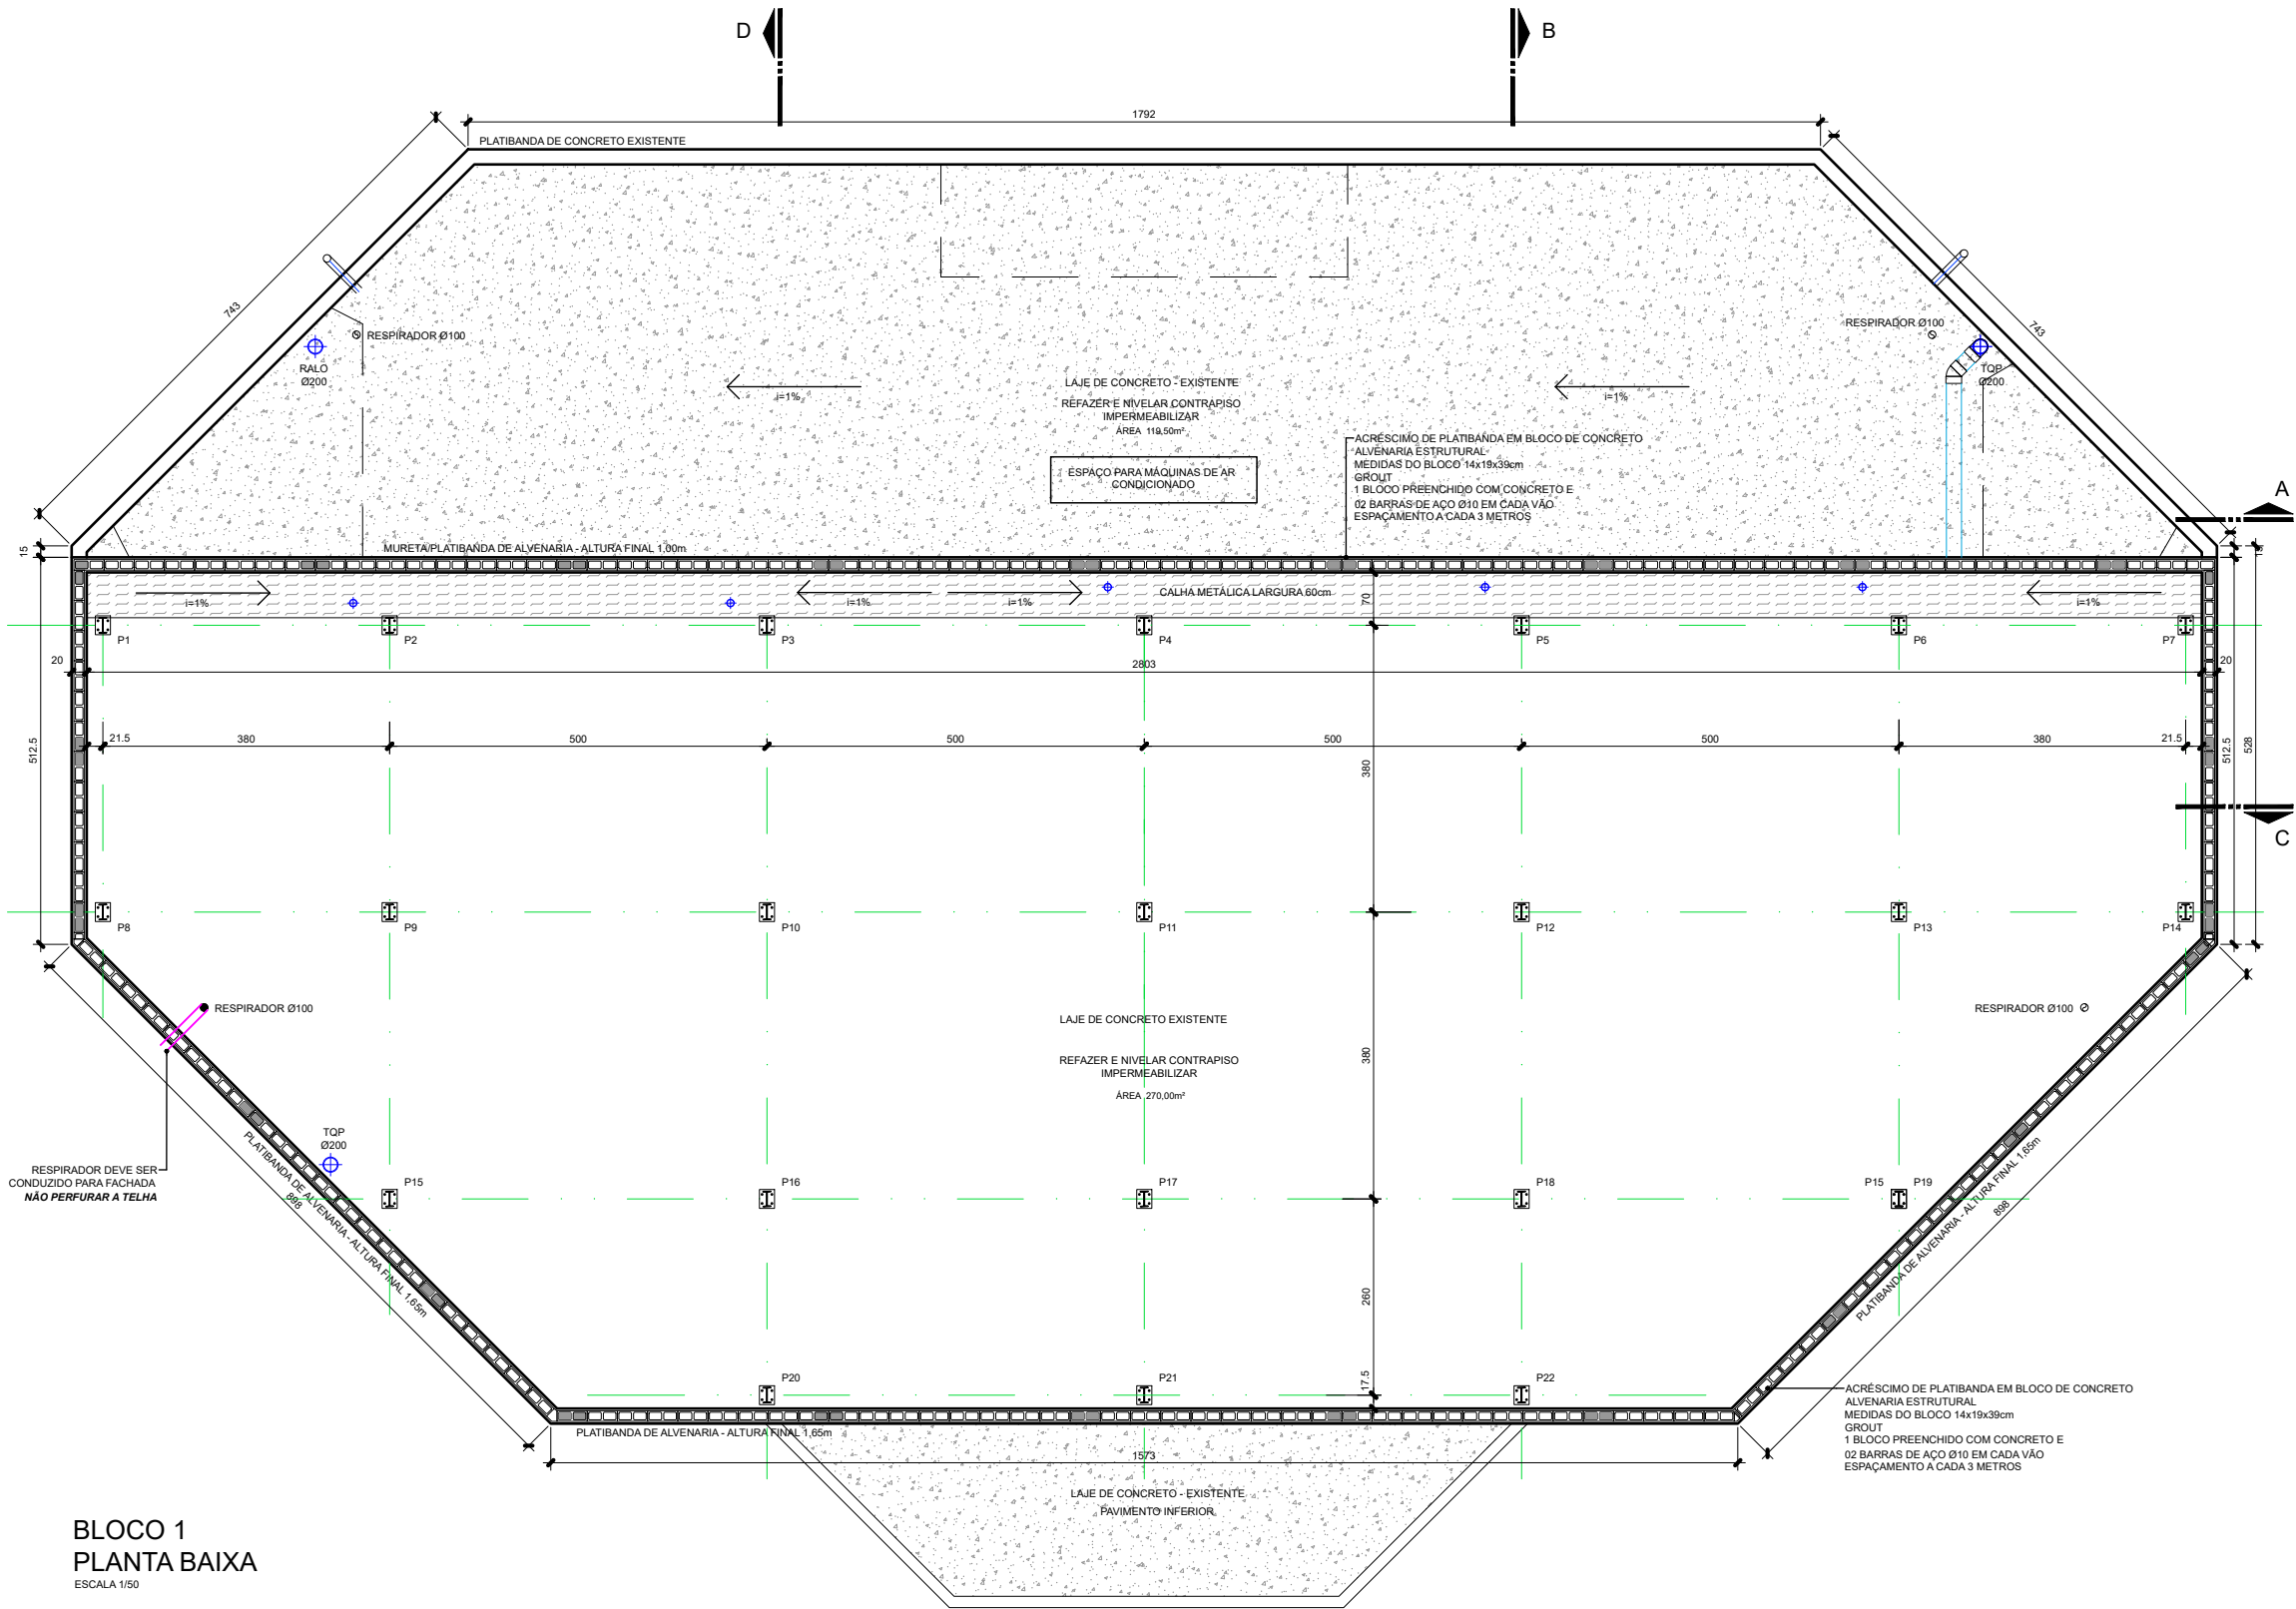 D
B
1792
PLATIBANDA DE CONCRETO EXISTENTE
743
743
RESPIRADOR Ø100
RESPIRADOR Ø100
RALO
Ø200
TQP
Ø200
i=1%
i=1%
LAJE DE CONCRETO - EXISTENTE
REFAZER E NIVELAR CONTRAPISO
IMPERMEABILIZAR
ÁREA 119,50m²
ESPAÇO PARA MÁQUINAS DE AR
CONDICIONADO
ACRÉSCIMO DE PLATIBANDA EM BLOCO DE CONCRETO
ALVENARIA ESTRUTURAL
MEDIDAS DO BLOCO 14x19x39cm
GROUT
1 BLOCO PREENCHIDO COM CONCRETO E
02 BARRAS DE AÇO Ø10 EM CADA VÃO
ESPAÇAMENTO A CADA 3 METROS
A
15
MURETA/PLATIBANDA DE ALVENARIA - ALTURA FINAL 1,00m
i=1%
i=1%
i=1%
CALHA METÁLICA LARGURA 60cm
i=1%
70
P1
P2
P3
P4
P5
P6
P7
20
2803
20
512.5
21.5
380
500
500
500
500
380
21.5
512.5
528
380
C
P8
P9
P10
P11
P12
P13
P14
RESPIRADOR Ø100
RESPIRADOR Ø100
LAJE DE CONCRETO EXISTENTE
REFAZER E NIVELAR CONTRAPISO
IMPERMEABILIZAR
ÁREA 270,00m²
380
TQP
Ø200
RESPIRADOR DEVE SER
CONDUZIDO PARA FACHADA
NÃO PERFURAR A TELHA
PLATIBANDA DE ALVENARIA - ALTURA FINAL 1,65m
898
P15
P16
P17
P18
P15
P19
PLATIBANDA DE ALVENARIA - ALTURA FINAL 1,65m
898
260
P20
P21
P22
17.5
PLATIBANDA DE ALVENARIA - ALTURA FINAL 1,65m
1573
ACRÉSCIMO DE PLATIBANDA EM BLOCO DE CONCRETO
ALVENARIA ESTRUTURAL
MEDIDAS DO BLOCO 14x19x39cm
GROUT
1 BLOCO PREENCHIDO COM CONCRETO E
02 BARRAS DE AÇO Ø10 EM CADA VÃO
ESPAÇAMENTO A CADA 3 METROS
LAJE DE CONCRETO - EXISTENTE
PAVIMENTO INFERIOR
BLOCO 1
PLANTA BAIXA
ESCALA 1/50